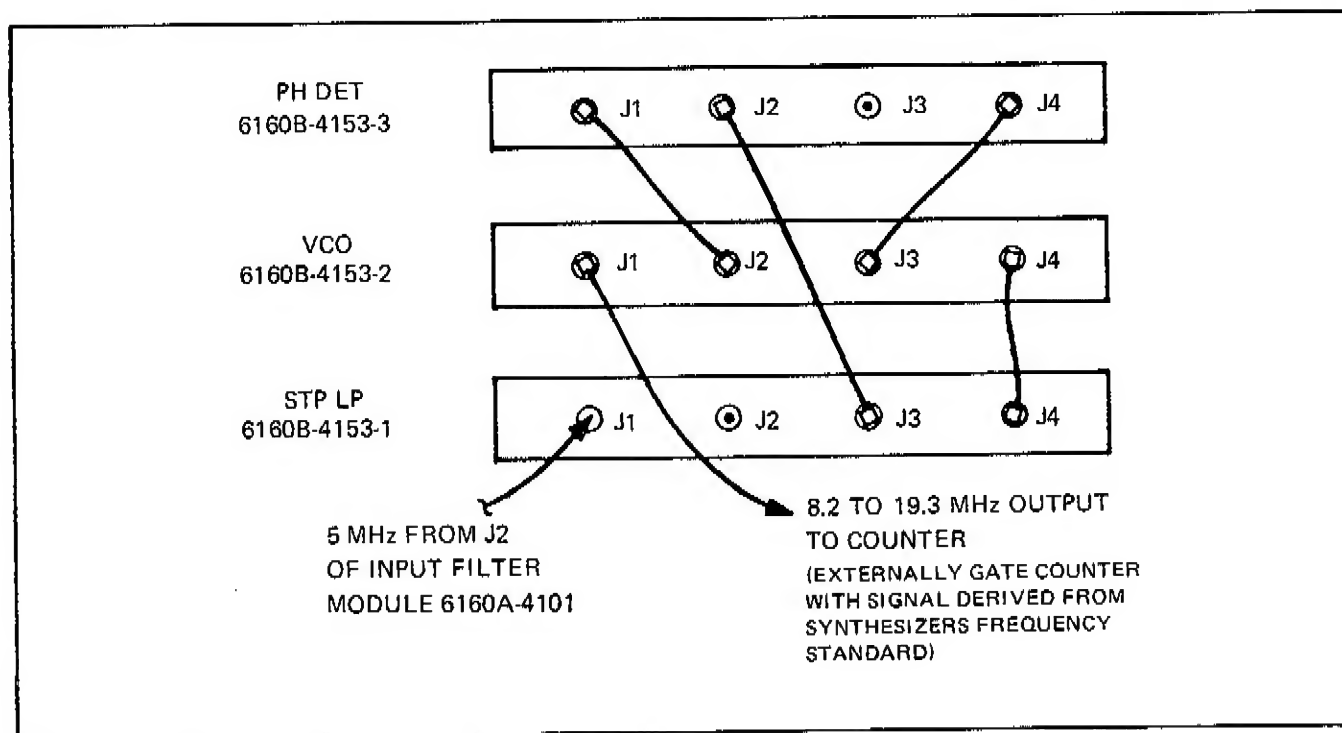 PH DET
6160B-4153-3
J1
J2
J3
J4
VCO
6160B-4153-2
J1
J2
J3
J4
STP LP
6160B-4153-1
J1
J2
J3
J4
5 MHz FROM J2
OF INPUT FILTER
MODULE 6160A-4101
8.2 TO 19.3 MHz OUTPUT
TO COUNTER
(EXTERNALLY GATE COUNTER
WITH SIGNAL DERIVED FROM
SYNTHESIZERS FREQUENCY
STANDARD)